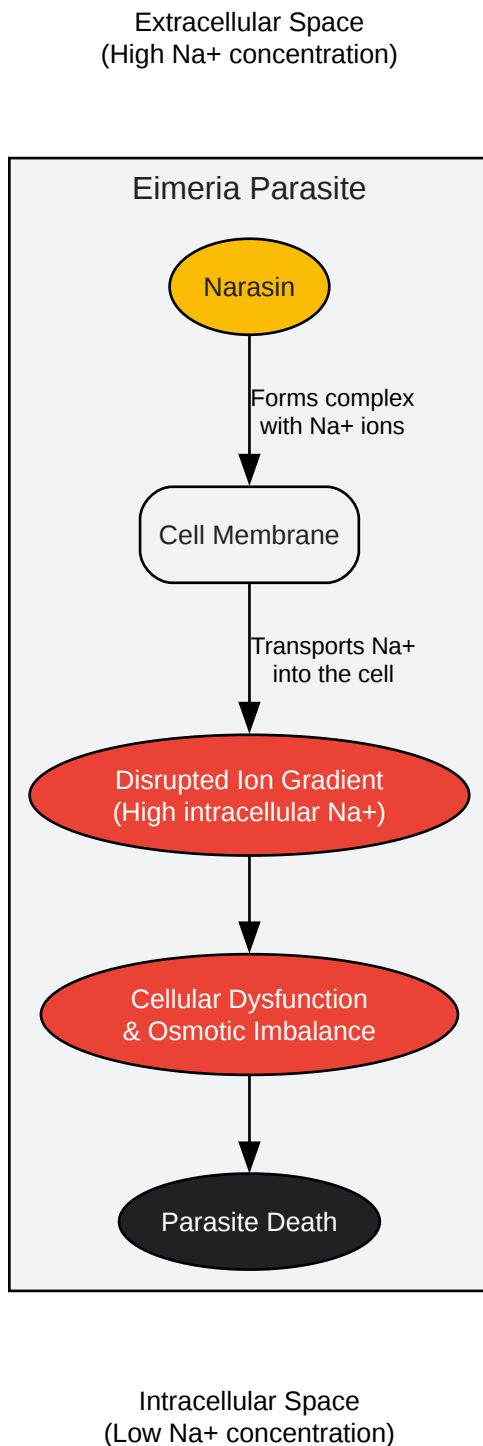 Extracellular Space
(High Na+ concentration)
Eimeria Parasite
Narasin
Forms complex
with Na+ ions
Cell Membrane
Transports Na+
into the cell
Disrupted Ion Gradient
(High intracellular Na+)
Cellular Dysfunction
& Osmotic Imbalance
Parasite Death
Intracellular Space
(Low Na+ concentration)